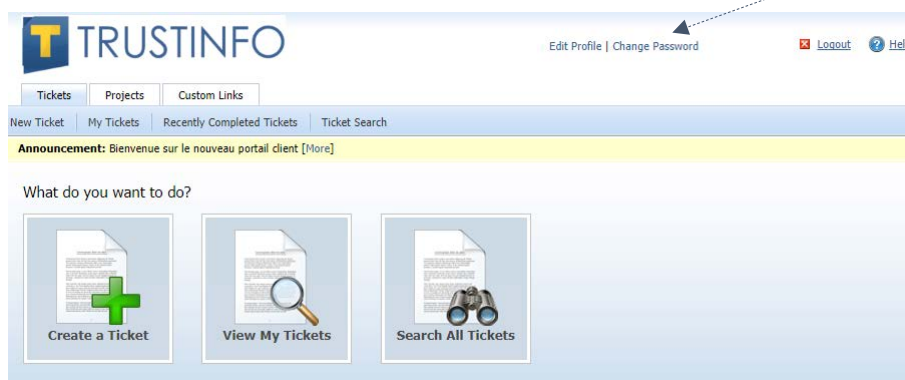 TRUSTINFO
Edit Profile | Change Password
Logout
Hel
Tickets Projects Custom Links
New Ticket My Tickets Recently Completed Tickets Ticket Search
Announcement: Bienvenue sur le nouveau portail client [More]
What do you want to do?
Create a Ticket
View My Tickets
Search All Tickets